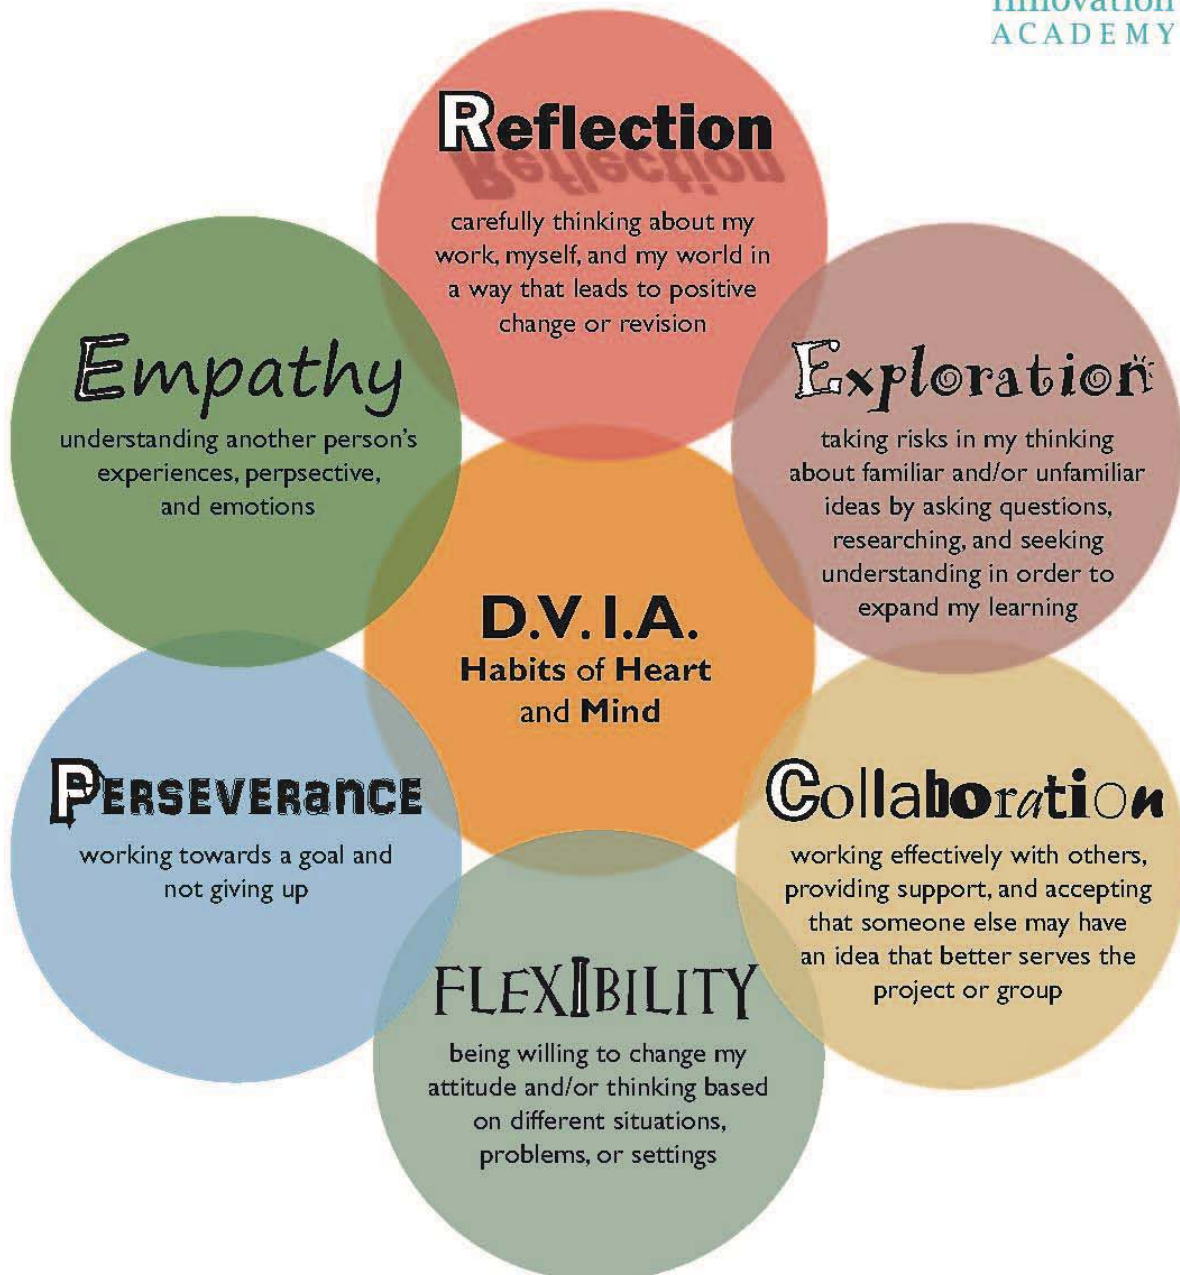 Innovation
ACADEMY
Reflection
Reflection
carefully thinking about my
work, myself, and my world in
a way that leads to positive
change or revision
Empathy
understanding another person's
experiences, perpsective,
and emotions
Exploration
taking risks in my thinking
about familiar and/or unfamiliar
ideas by asking questions,
researching, and seeking
understanding in order to
expand my learning
D.V.I.A.
Habits of Heart
and Mind
PERSEVERaNCE
working towards a goal and
not giving up
Collaboration
working effectively with others,
providing support, and accepting
that someone else may have
an idea that better serves the
project or group
FLEXIBILITY
being willing to change my
attitude and/or thinking based
on different situations,
problems, or settings